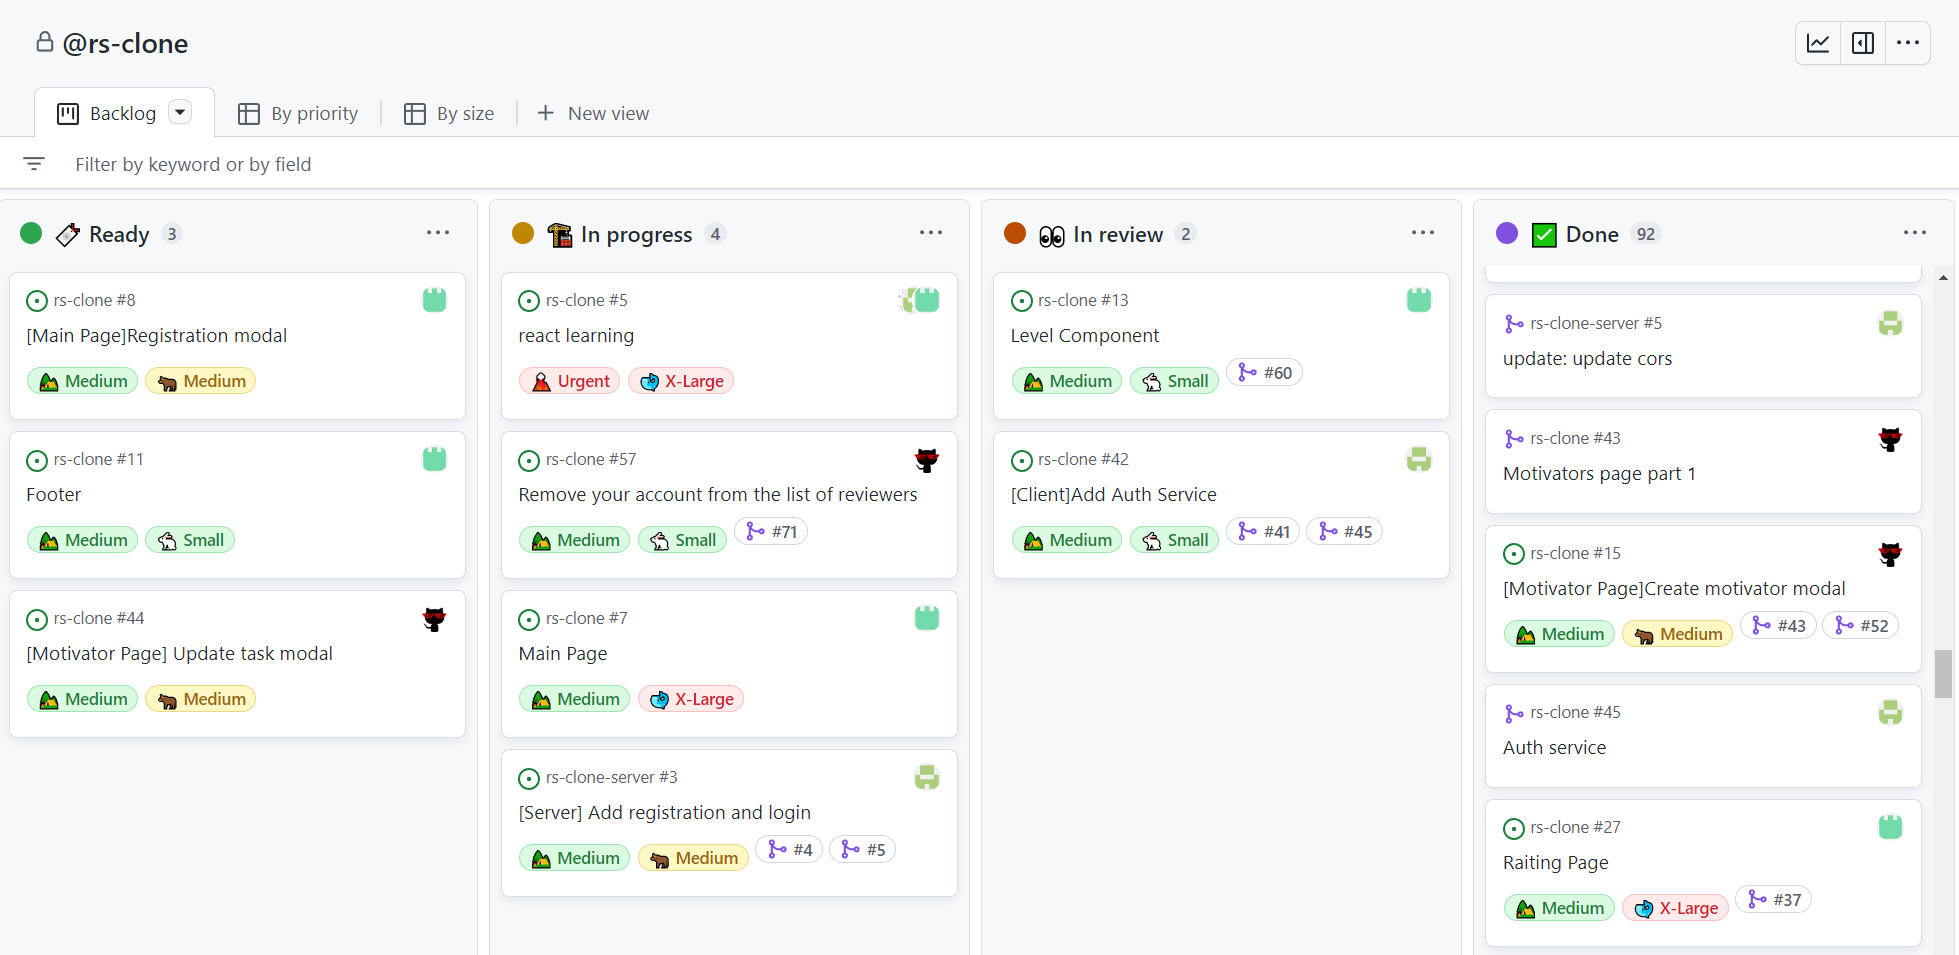 @rs-clone
Backlog
By priority
By size
New view
Filter by keyword or by field
Ready 3
rs-clone #8
[Main Page]Registration modal
Medium Medium
rs-clone #11
Footer
Medium Small
rs-clone #44
[Motivator Page] Update task modal
Medium Medium
In progress 4
rs-clone #5
react learning
Urgent X-Large
rs-clone #57
Remove your account from the list of reviewers
Medium Small #71
rs-clone #7
Main Page
Medium X-Large
rs-clone-server #3
[Server] Add registration and login
Medium Medium #4 #5
In review 2
rs-clone #13
Level Component
Medium Small #60
rs-clone #42
[Client]Add Auth Service
Medium Small #41 #45
Done 92
rs-clone-server #5
update: update cors
rs-clone #43
Motivators page part 1
rs-clone #15
[Motivator Page]Create motivator modal
Medium Medium #43 #52
rs-clone #45
Auth service
rs-clone #27
Raiting Page
Medium X-Large #37